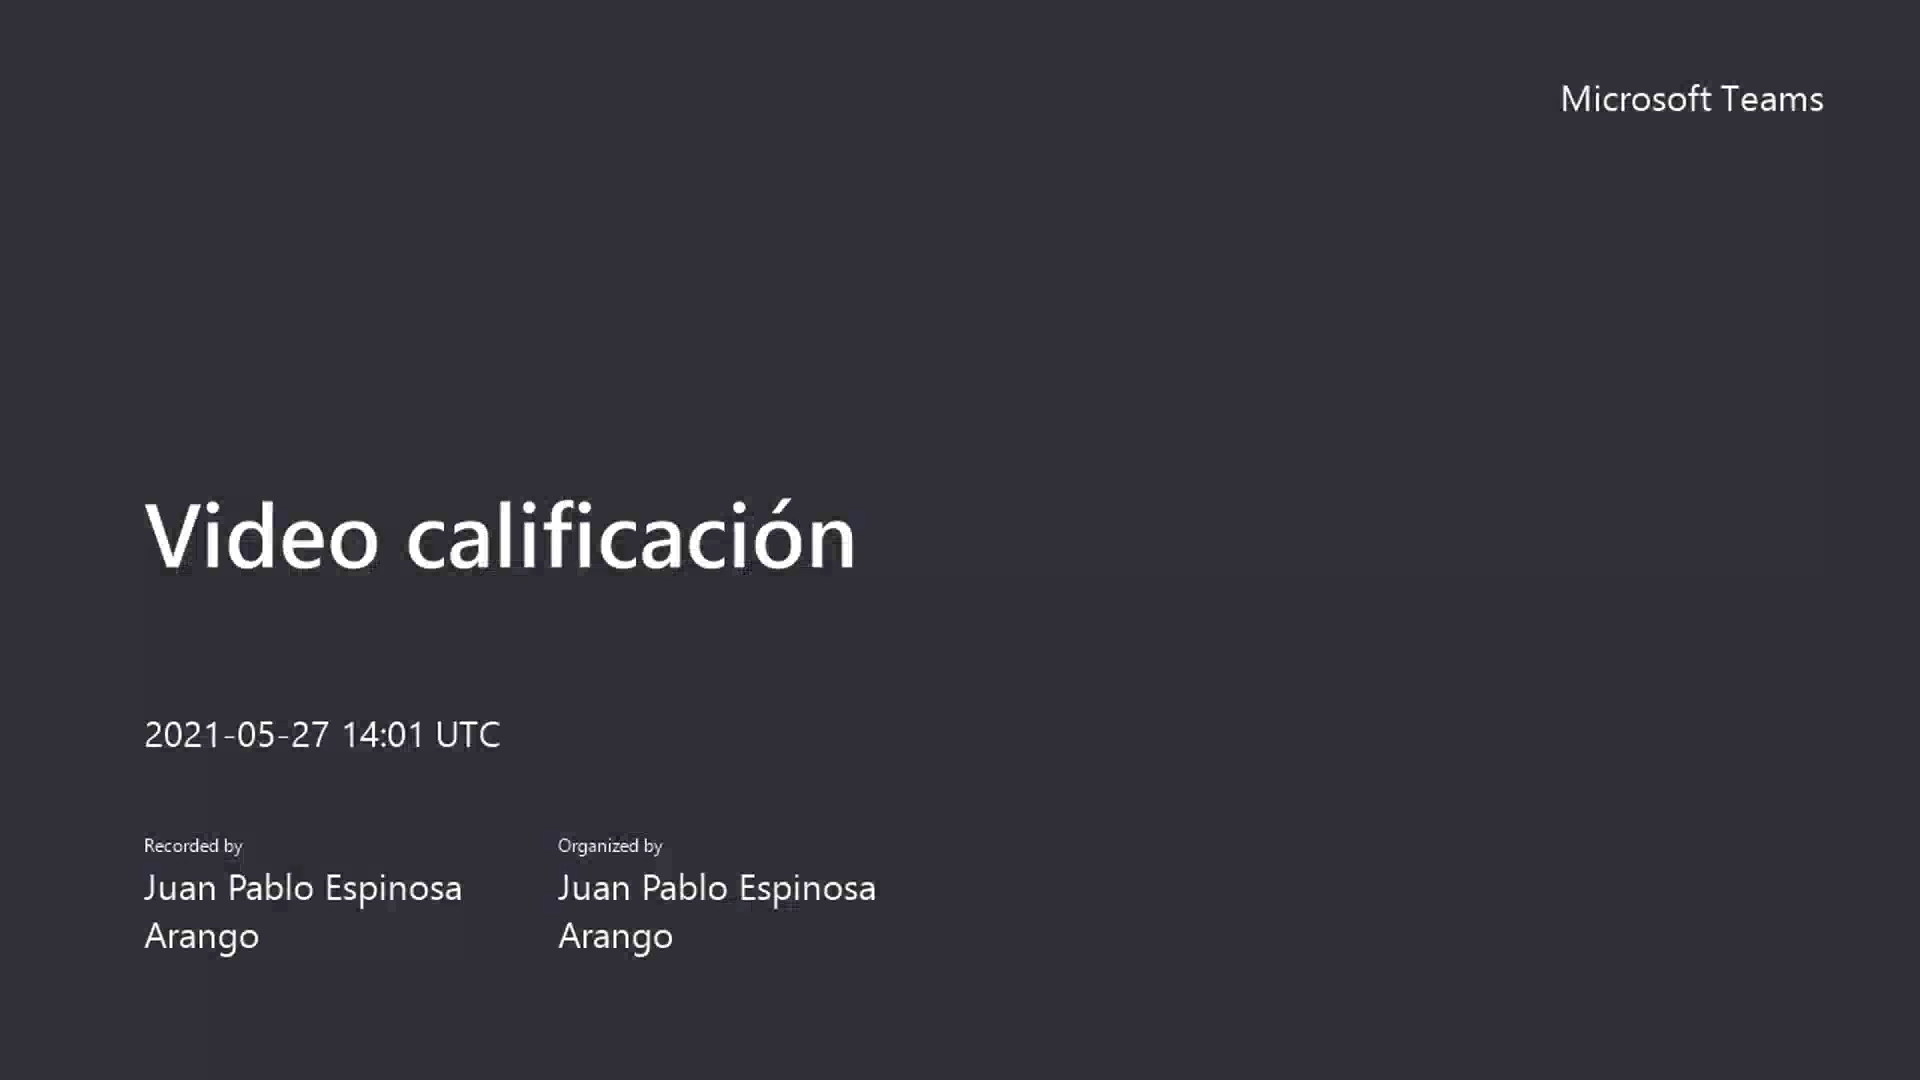 Microsoft Teams
Video calificación
2021-05-27 14:01 UTC
Recorded by
Juan Pablo Espinosa
Arango
Organized by
Juan Pablo Espinosa
Arango